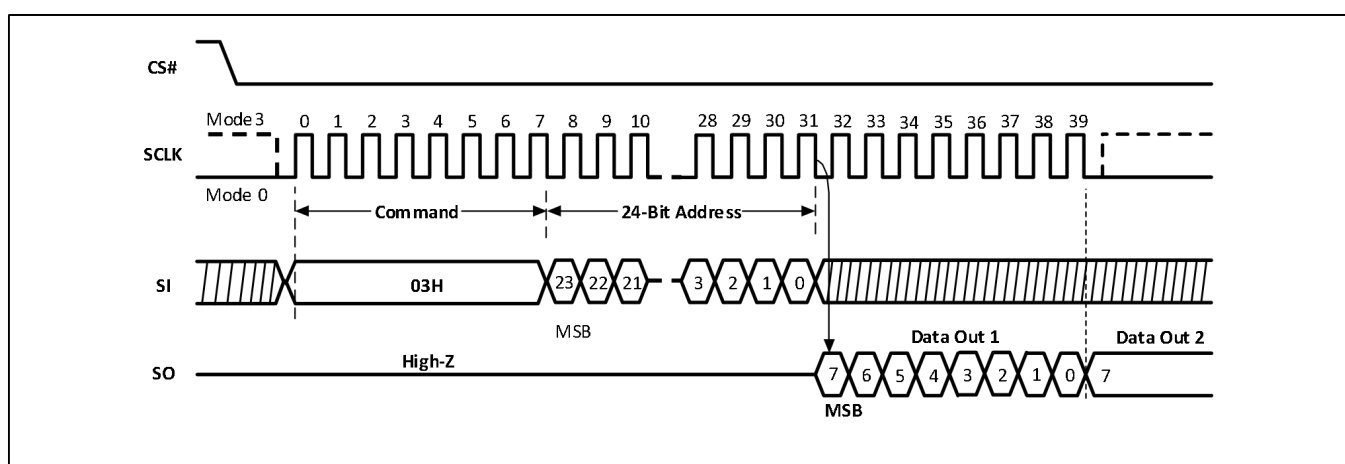 CS#
Mode 3
0 1 2 3 4 5 6 7 8 9 10 28 29 30 31 32 33 34 35 36 37 38 39
SCLK
Mode 0
Command
24-Bit Address
SI
03H
23 22 21 3 2 1 0
MSB
Data Out 1
Data Out 2
High-Z
SO
7 6 5 4 3 2 1 0 7
MSB